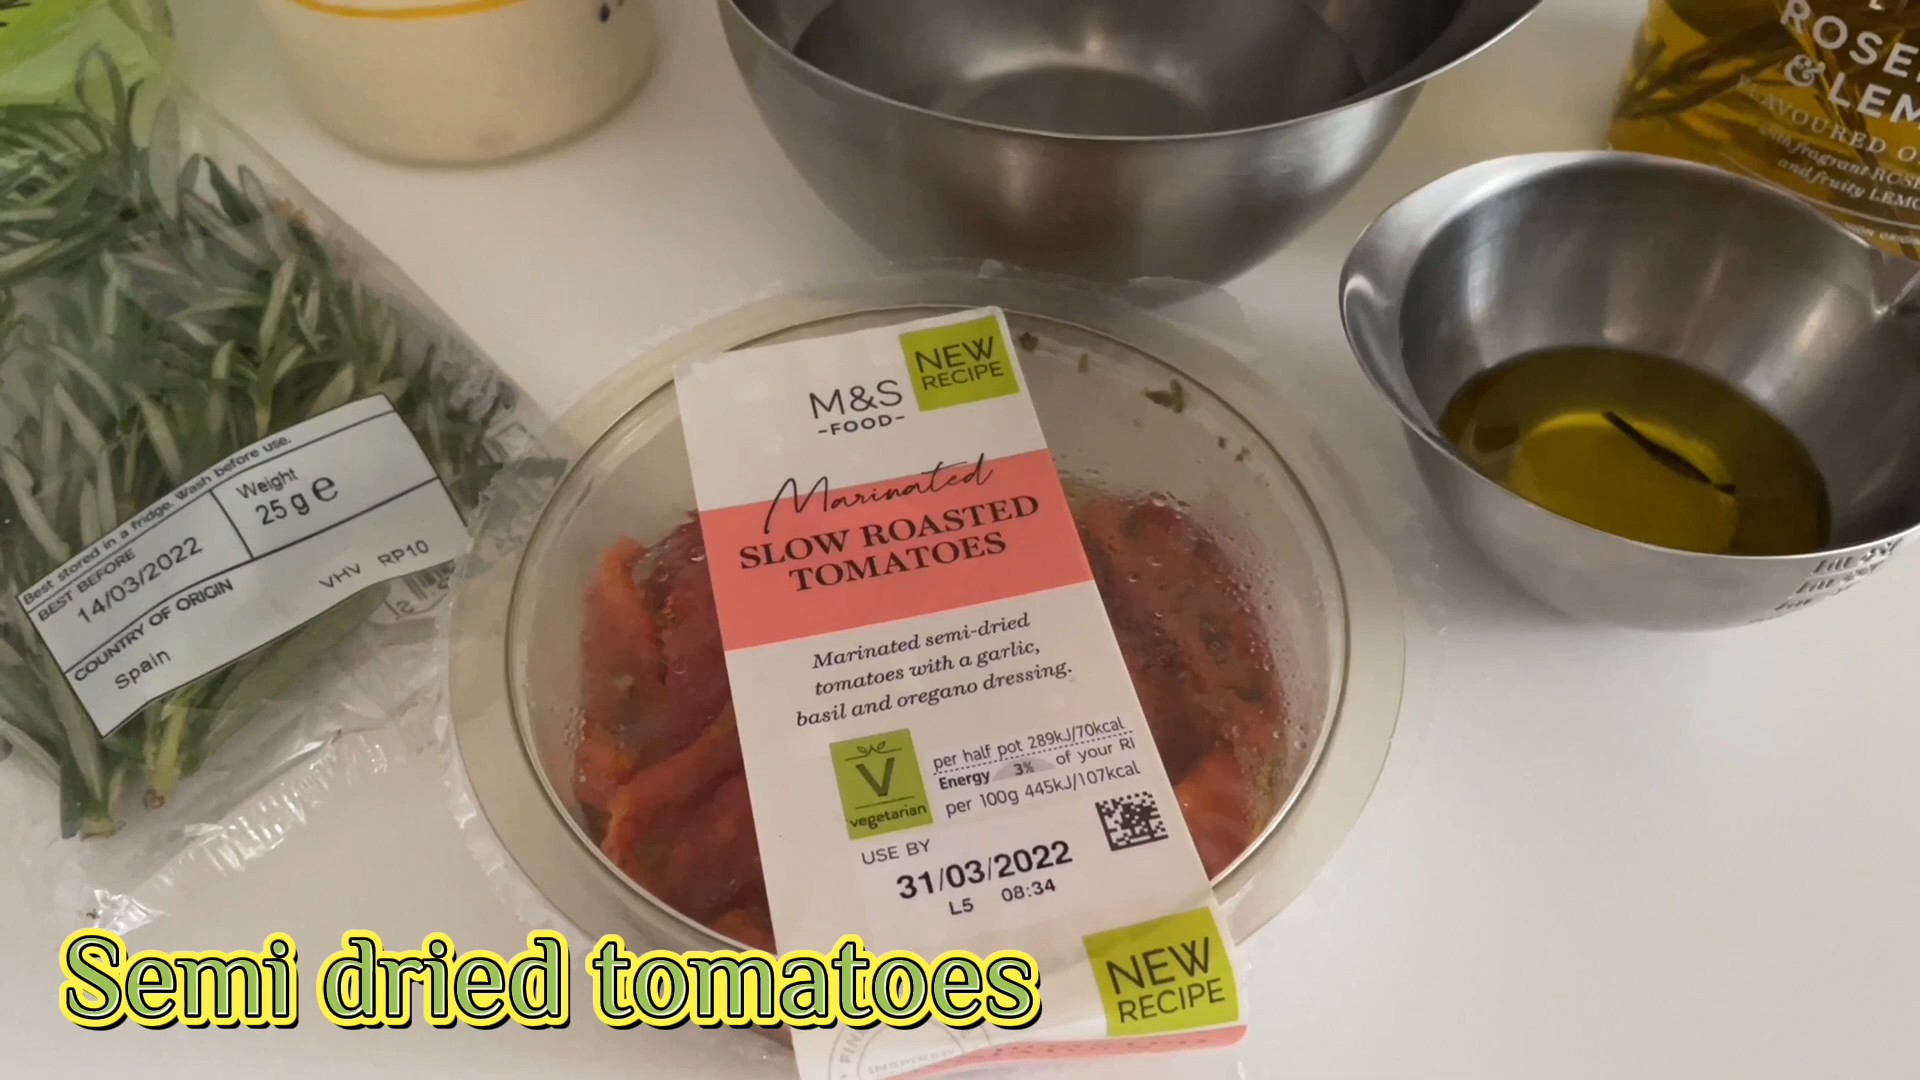 ROSE
& LEM
FLAVOURED O
with fragrant ROSE
and fruity LEMO
Best stored in a fridge. Wash before use.
BEST BEFORE
14/03/2022
Weight
25g e
COUNTRY OF ORIGIN
Spain
VHV RP10
M&S
-FOOD-
NEW
RECIPE
Marinated
SLOW ROASTED
TOMATOES
Marinated semi-dried
tomatoes with a garlic,
basil and oregano dressing.
V
vegetarian
per half pot 289kJ/70kcal
Energy 3% of your RI
per 100g 445kJ/107kcal
USE BY
31/03/2022
L5 08:34
NEW
RECIPE
Semi dried tomatoes